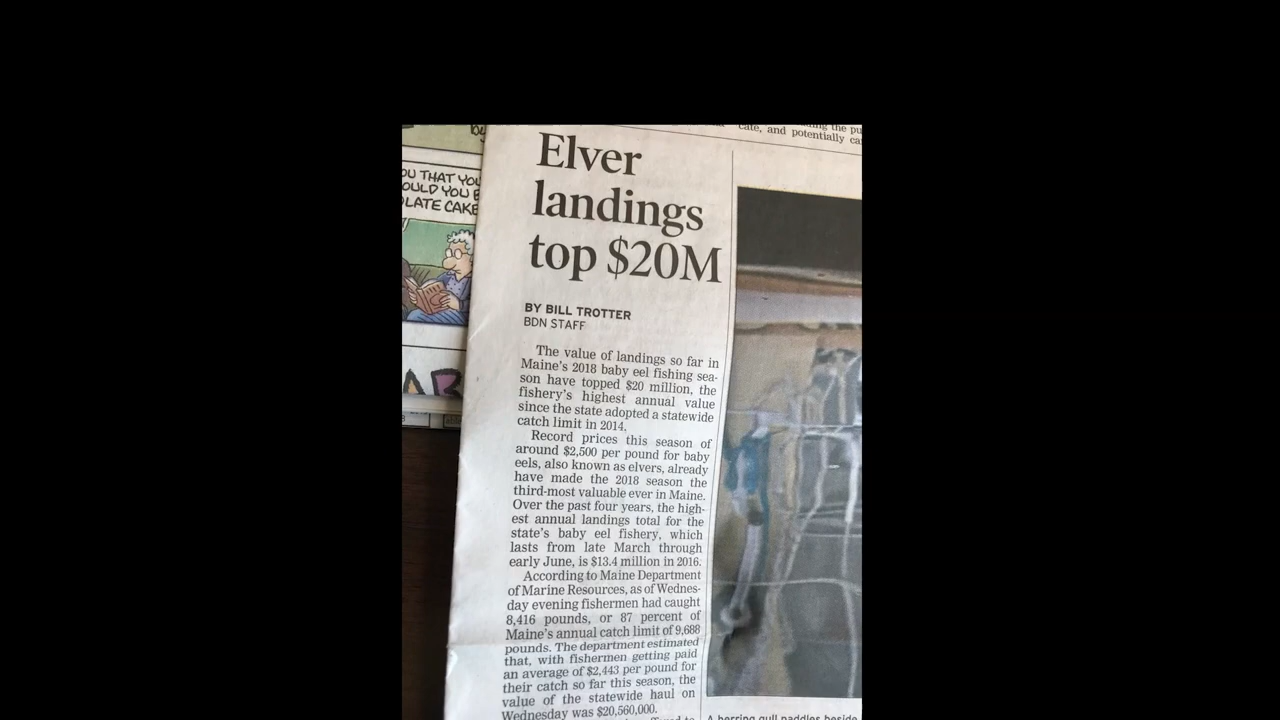 by
OU THAT YOU
OULD YOU
LATE CAKE
cate, and potentially
Elver
landings
top $20M
BY BILL TROTTER
BDN STAFF
The value of landings so far in
Maine's 2018 baby eel fishing sea-
son have topped $20 million, the
fishery's highest annual value
since the state adopted a statewide
catch limit in 2014.
Record prices this season of
around $2,500 per pound for baby
eels, also known as elvers, already
have made the 2018 season the
third-most valuable ever in Maine.
Over the past four years, the high-
est annual landings total for the
state's baby eel fishery, which
lasts from late March through
early June, is $13.4 million in 2016.
According to Maine Department
of Marine Resources, as of Wednes-
day evening fishermen had caught
8,416 pounds, or 87 percent of
Maine's annual catch limit of 9,688
pounds. The department estimated
that, with fishermen getting paid
an average of $2,443 per pound for
their catch so far this season, the
value of the statewide haul on
Wednesday was $20,560,000.
A herring gull paddles beside